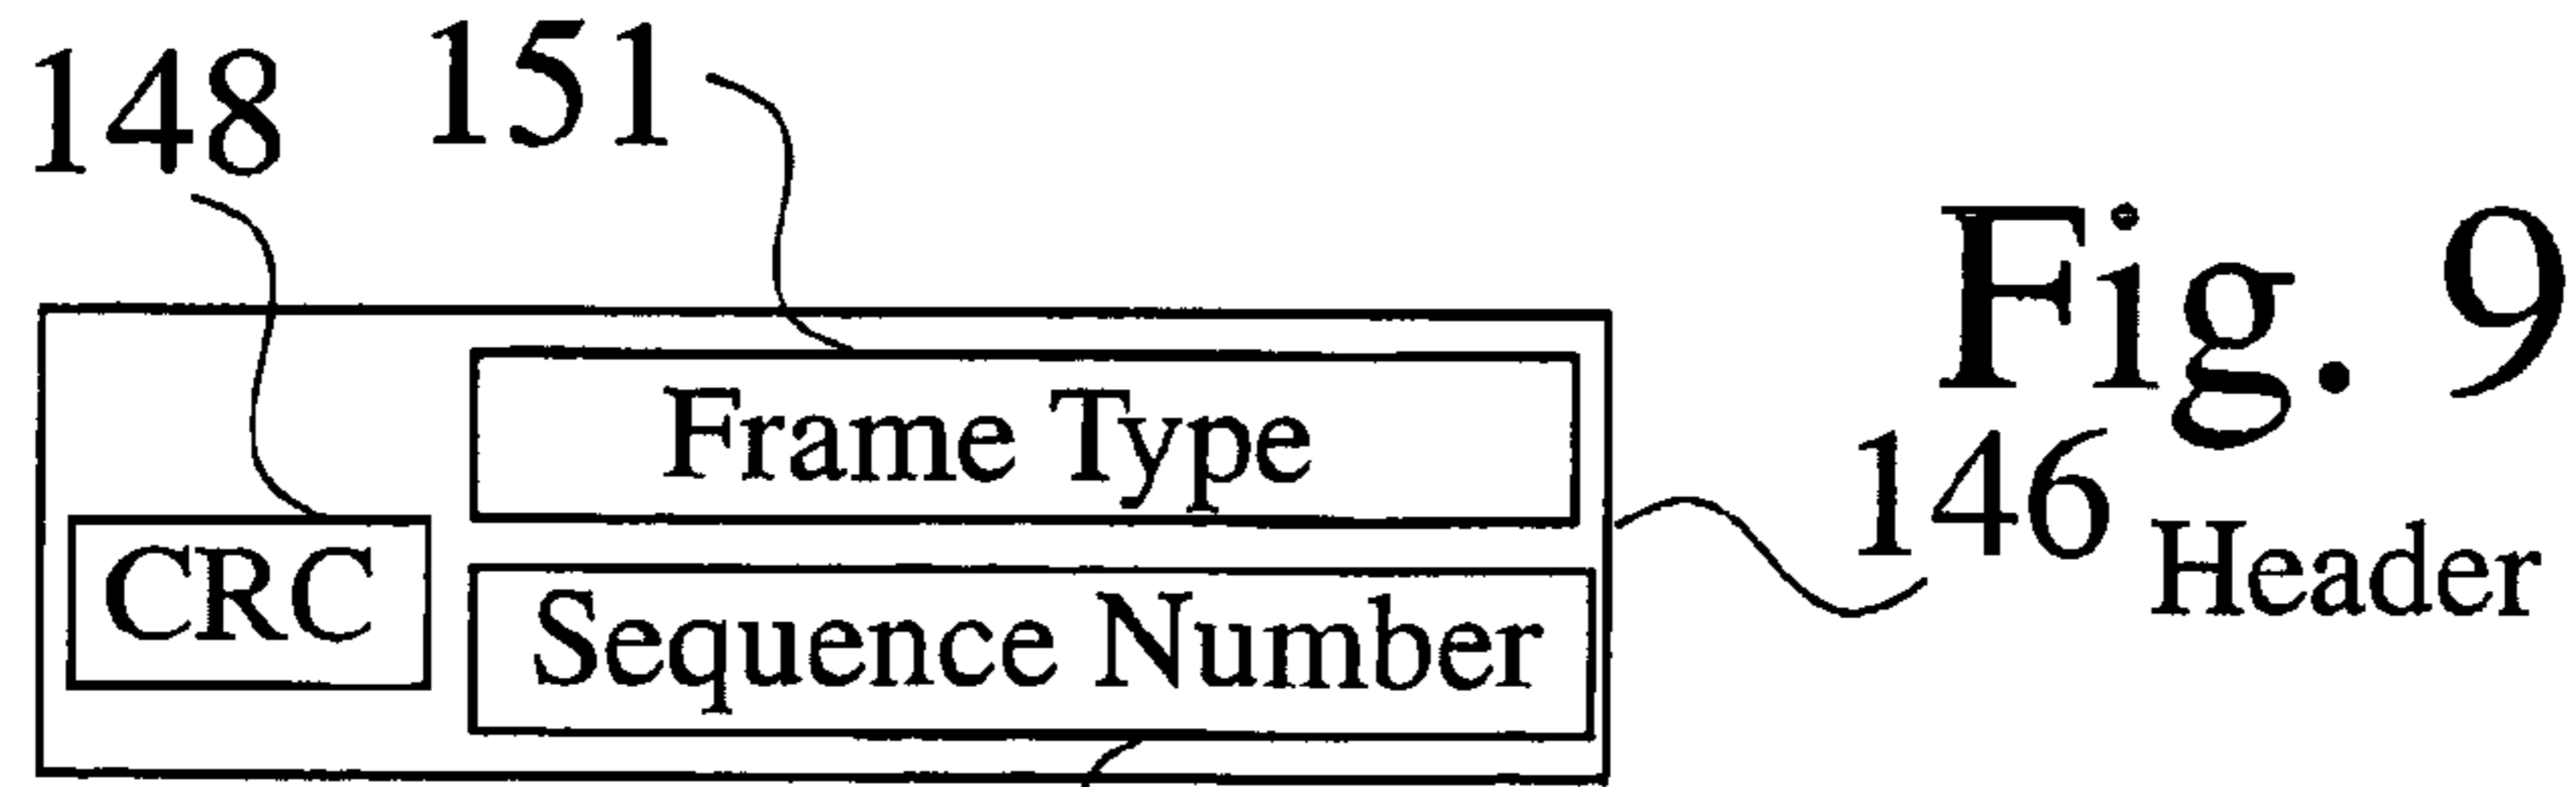 148
151
Fig. 9
Frame Type
146 Header
CRC
Sequence Number